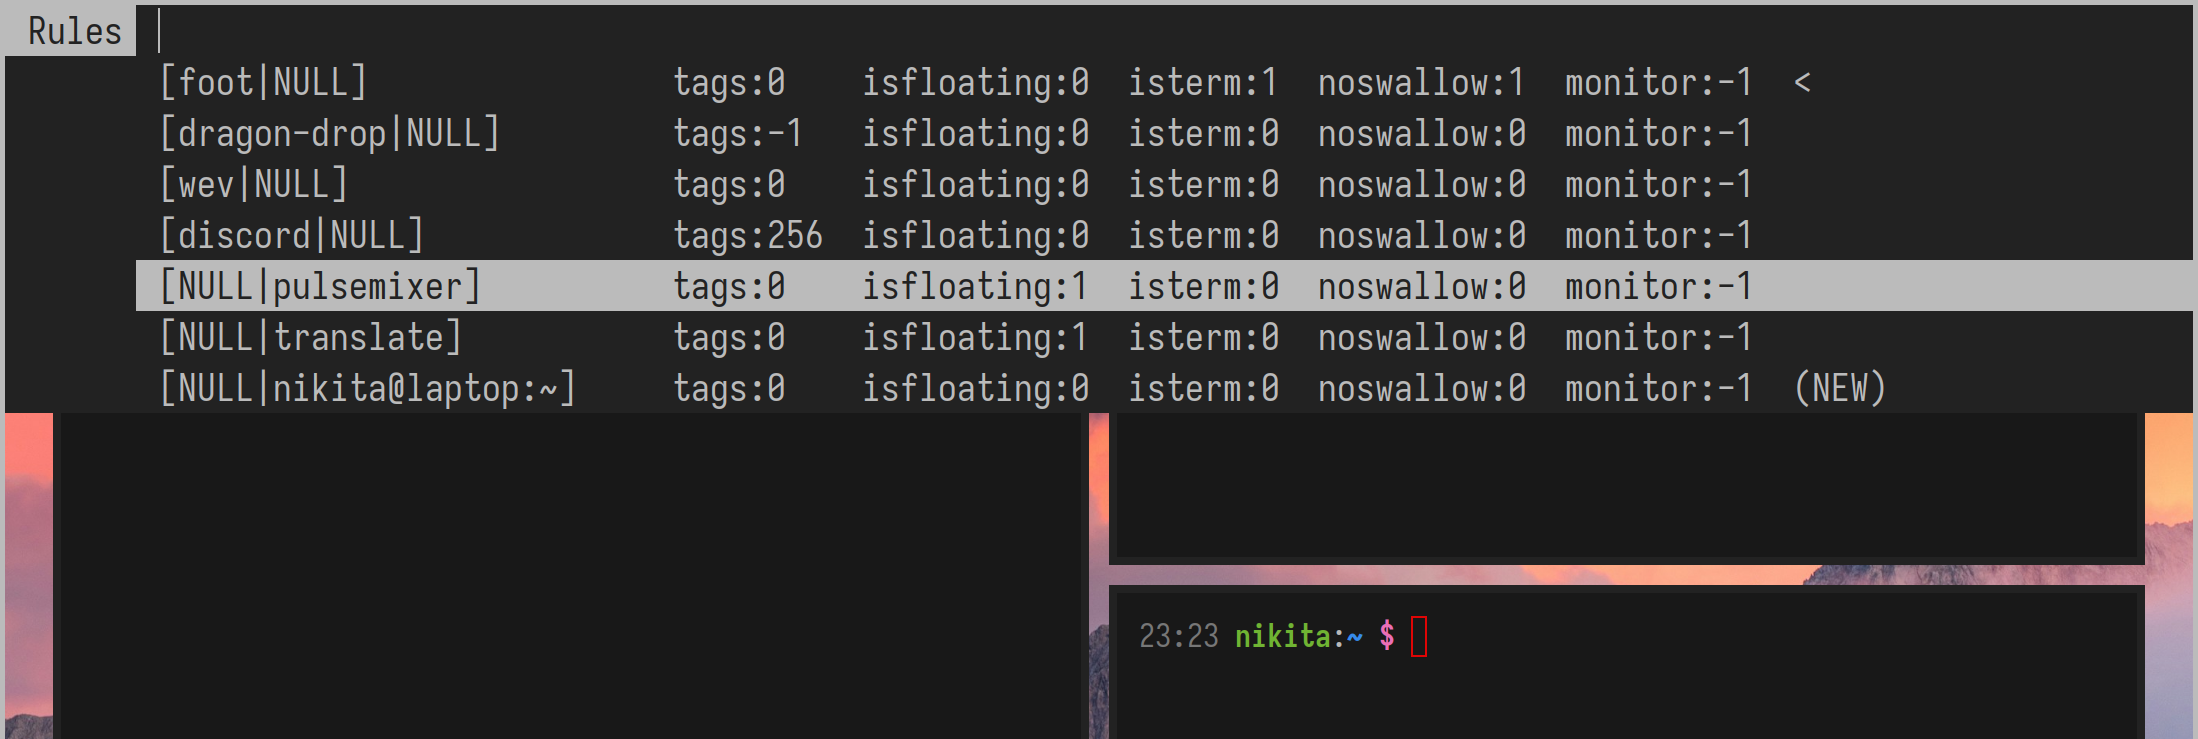 Rules
[foot|NULL] tags:0 isfloating:0 isterm:1 noswallow:1 monitor:-1 <
[dragon-drop|NULL] tags:-1 isfloating:0 isterm:0 noswallow:0 monitor:-1
[wev|NULL] tags:0 isfloating:0 isterm:0 noswallow:0 monitor:-1
[discord|NULL] tags:256 isfloating:0 isterm:0 noswallow:0 monitor:-1
[NULL|pulsemixer] tags:0 isfloating:1 isterm:0 noswallow:0 monitor:-1
[NULL|translate] tags:0 isfloating:1 isterm:0 noswallow:0 monitor:-1
[NULL|nikita@laptop:~] tags:0 isfloating:0 isterm:0 noswallow:0 monitor:-1 (NEW)
23:23 nikita:~ $